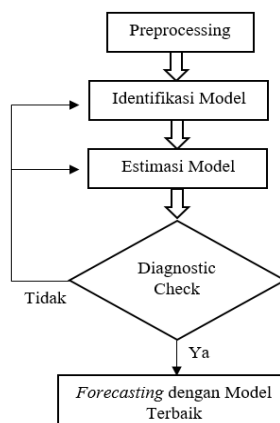 Preprocessing
Identifikasi Model
Estimasi Model
Diagnostic
Check
Tidak
Ya
Forecasting dengan Model
Terbaik